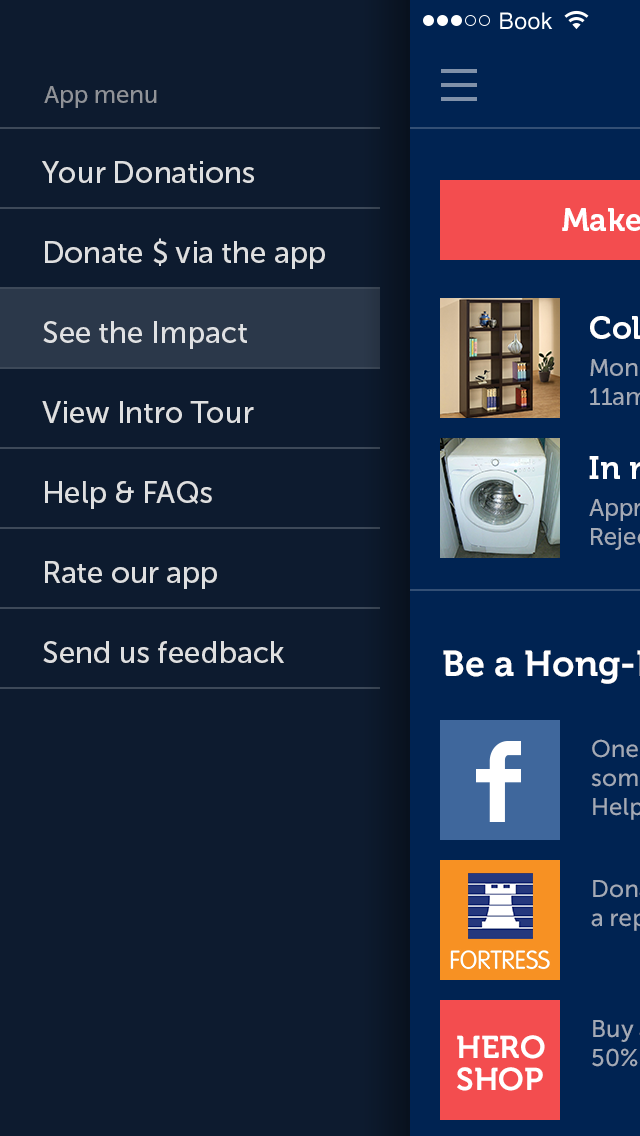 App menu
Your Donations
Donate $ via the app
See the Impact
View Intro Tour
Help & FAQs
Rate our app
Send us feedback
Book
Make
Col
Mon
11am
In
Appr
Reje
Be a Hong-
One
som
Help
Don
a rep
FORTRESS
Buy
50%
HERO
SHOP